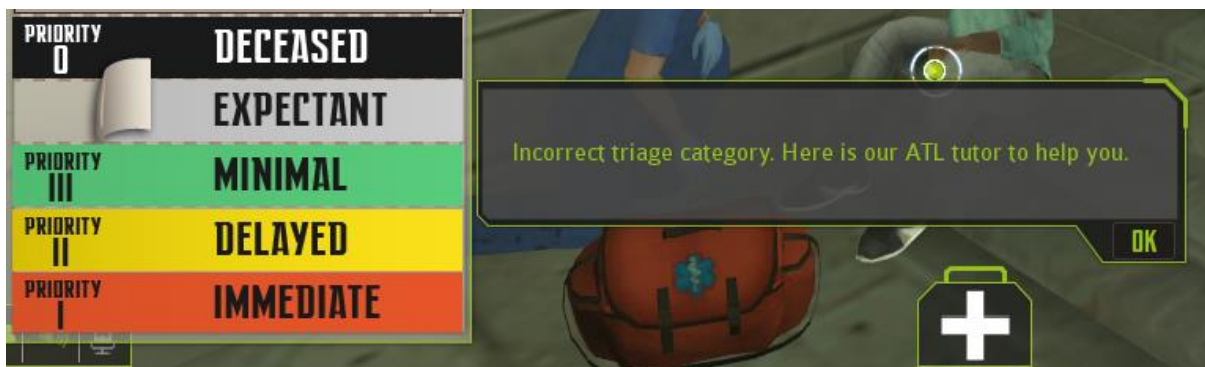 PRIORITY
0
DECEASED
EXPECTANT
PRIORITY
III
MINIMAL
PRIORITY
II
DELAYED
PRIORITY
I
IMMEDIATE
Incorrect triage category. Here is our ATL tutor to help you.
OK